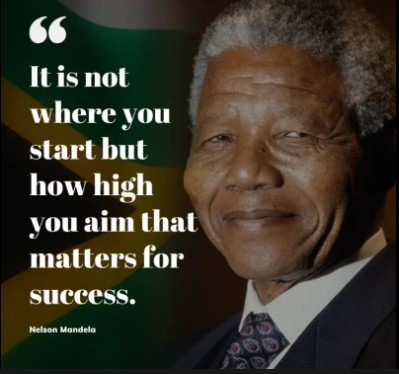 “
It is not
where you
start but
how high
you aim that
matters for
success.
Nelson Mandela